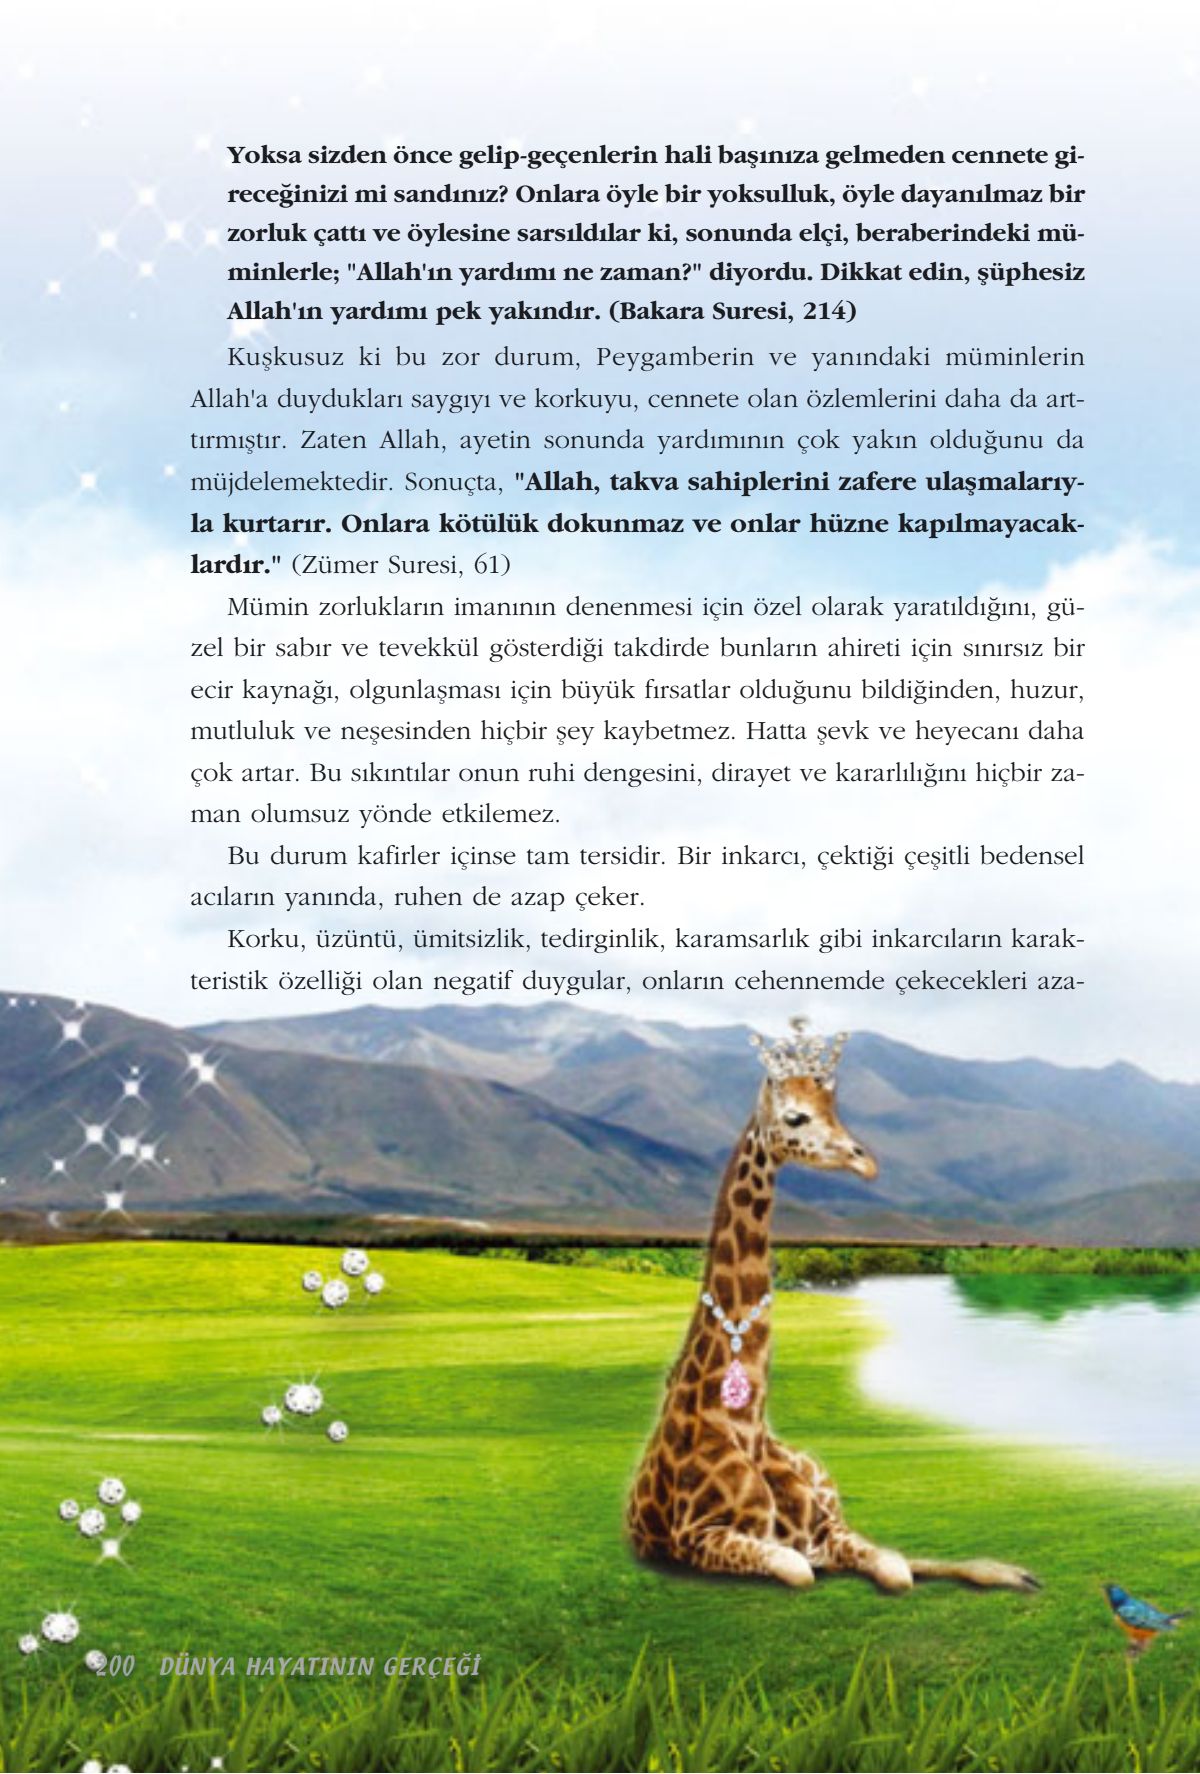 Yoksa sizden önce gelip-geçenlerin hali başınıza gelmeden cennete gi-
receğinizi mi sandınız? Onlara öyle bir yoksulluk, öyle dayanılmaz bir
zorluk çattı ve öylesine sarsıldılar ki, sonunda elçi, beraberindeki mü-
minlerle; "Allah'ın yardımı ne zaman?" diyordu. Dikkat edin, şüphesiz
Allah'ın yardımı pek yakındır. (Bakara Suresi, 214)
Kuşkusuz ki bu zor durum, Peygamberin ve yanındaki müminlerin
Allah'a duydukları saygıyı ve korkuyu, cennete olan özlemlerini daha da art-
tırmıştır. Zaten Allah, ayetin sonunda yardımının çok yakın olduğunu da
müjdelemektedir. Sonuçta, "Allah, takva sahiplerini zafere ulaşmalarıy-
la kurtarır. Onlara kötülük dokunmaz ve onlar hüzne kapılmayacak-
lardır." (Zümer Suresi, 61)
Mümin zorlukların imanının denenmesi için özel olarak yaratıldığını, gü-
zel bir sabır ve tevekkül gösterdiği takdirde bunların ahireti için sınırsız bir
ecir kaynağı, olgunlaşması için büyük fırsatlar olduğunu bildiğinden, huzur,
mutluluk ve neşesinden hiçbir şey kaybetmez. Hatta şevk ve heyecanı daha
çok artar. Bu sıkıntılar onun ruhi dengesini, dirayet ve kararlılığını hiçbir za-
man olumsuz yönde etkilemez.
Bu durum kafirler içinse tam tersidir. Bir inkarcı, çektiği çeşitli bedensel
acıların yanında, ruhen de azap çeker.
Korku, üzüntü, ümitsizlik, tedirginlik, karamsarlık gibi inkarcıların karak-
teristik özelliği olan negatif duygular, onların cehennemde çekecekleri aza-
200 DÜNYA HAYATININ GERÇEĞİ